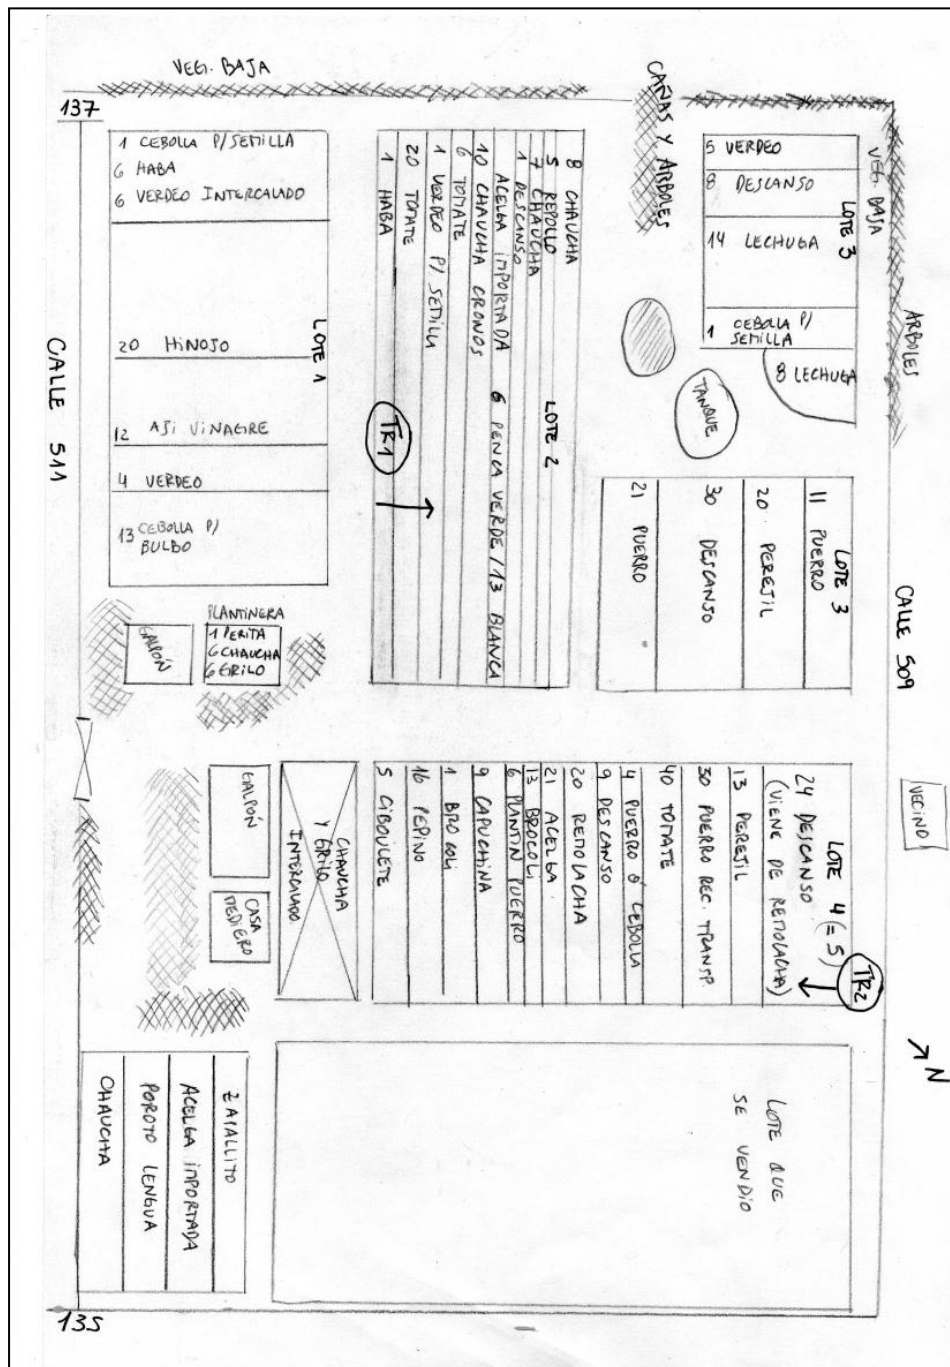 VEG. BAJA
137
1 CEBOLLA P/SEMILLA
6 HABA
6 VERDEO INTERCALADO
20 HINOJO
LOTE 1
12 AJI VINAGRE
4 VERDEO
13 CEBOLLA P/
BULBO
CALLE 511
8 CHAUCHA
5 REPOLLO
7 CHAUCHA
1 DESCANSO
ACELGA IMPORTADA 6 PENCA VERDE / 13 BLANCA
10 CHAUCHA CRONOS
6 TOMATE
1 VERDEO P/ SEMILLA
20 TOMATE
1 HABA
LOTE 2
TR1
CAÑAS Y ARBOLES
5 VERDEO
8 DESCANSO
14 LECHUGA
1 CEBOLLA P/
SEMILLA
8 LECHUGA
LOTE 3
VEG. BAJA
ARBOLES
TANQUE
LOTE 3
11 PUERRO
20 PEREJIL
30 DESCANSO
21 PUERRO
CALLE 509
VECINO
PLANTINERA
1 PERITA
6 CHAUCHA
6 GRILO
GALPÓN
GALPÓN
CASA
MEDIERO
CHAUCHA
Y GRILO
INTERCALADO
LOTE 4 (= 5)
24 DESCANSO
(VIENE DE REMOLACHA)
13 PEREJIL
30 PUERRO REC. TRANSP.
40 TOMATE
4 PUERRO Ó CEBOLLA
9 DESCANSO
20 REMOLACHA
21 ACELGA
13 BROCOLI
6 PLANTIN PUERRO
9 CAPUCHINA
1 BROCOLI
16 PEPINO
5 CIBOULETE
TR2
N
LOTE QUE
SE VENDIO
ZAPALLITO
ACELGA IMPORTADA
POROTO LENGUA
CHAUCHA
135